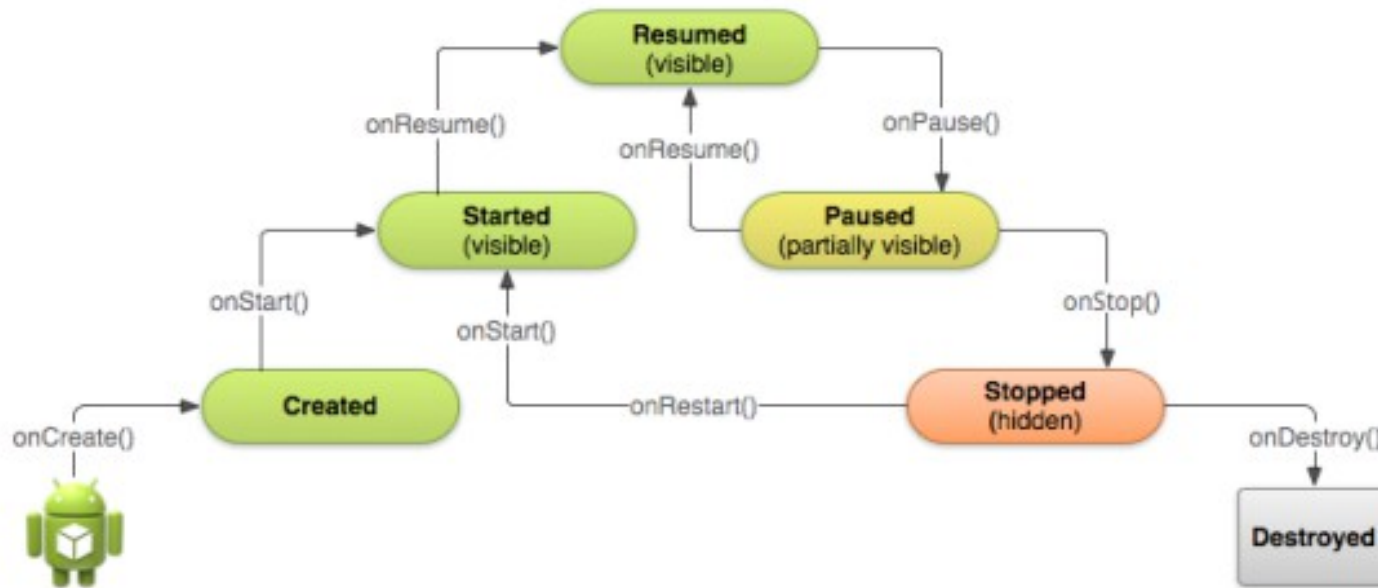 Resumed
(visible)
onResume()
onPause()
onResume()
Started
(visible)
Paused
(partially visible)
onStart()
onStart()
onStop()
Created
Stopped
(hidden)
onRestart()
onCreate()
onDestroy()
Destroyed